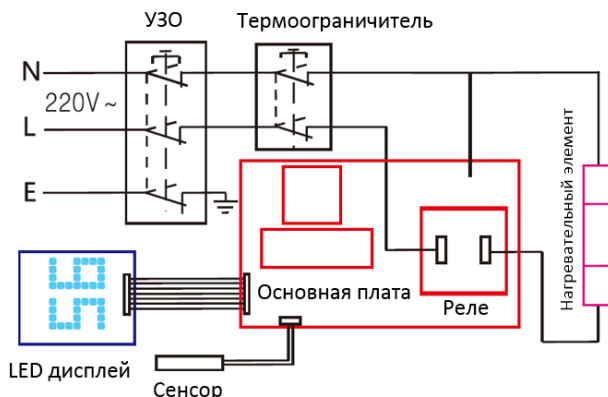 УЗО
Термоограничитель
N
220V~
L
E
Нагревательный элемент
Основная плата
Реле
LED дисплей
Сенсор